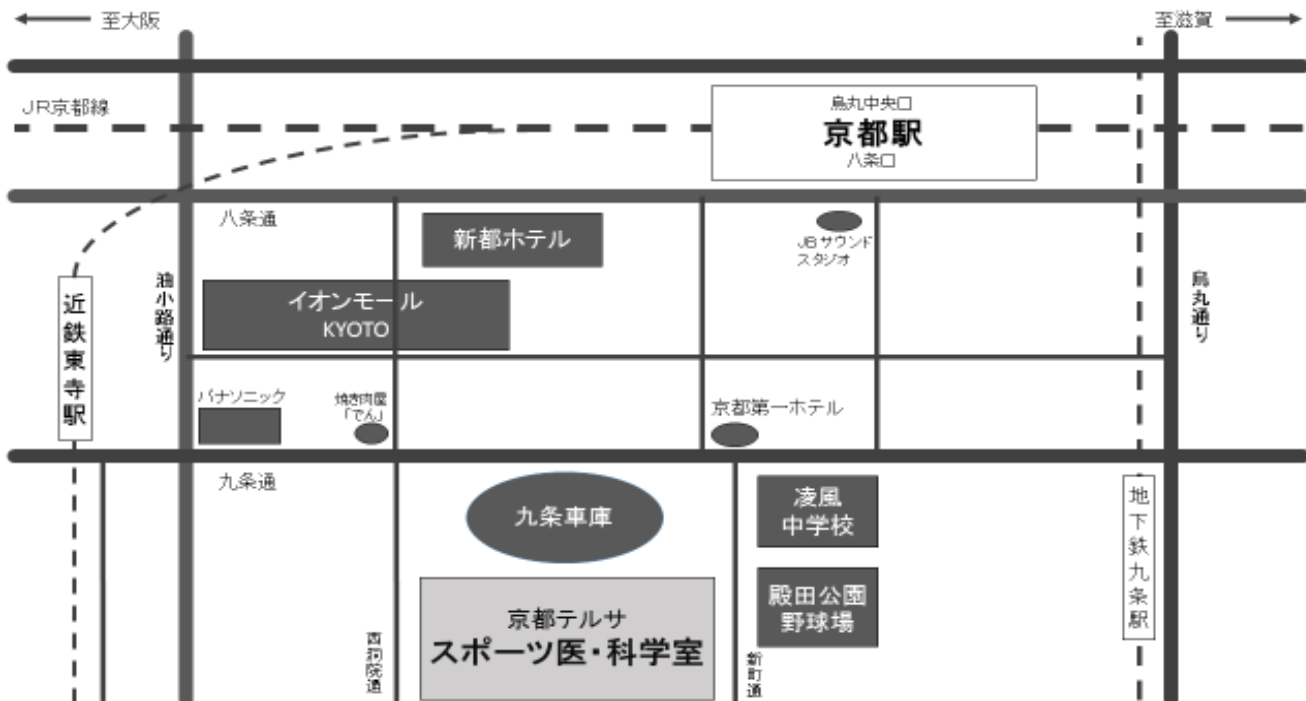 至大阪
至滋賀
JR京都線
烏丸中央口
京都駅
八条口
八条通
新都ホテル
JBサウンド
スタジオ
イオンモール
KYOTO
油小路通り
烏丸通り
近鉄東寺駅
パナソニック
焼き肉屋
「でん」
京都第一ホテル
九条通
九条車庫
凌風
中学校
地下鉄九条駅
殿田公園
野球場
京都テルサ
スポーツ医・科学室
西洞院通
新町通